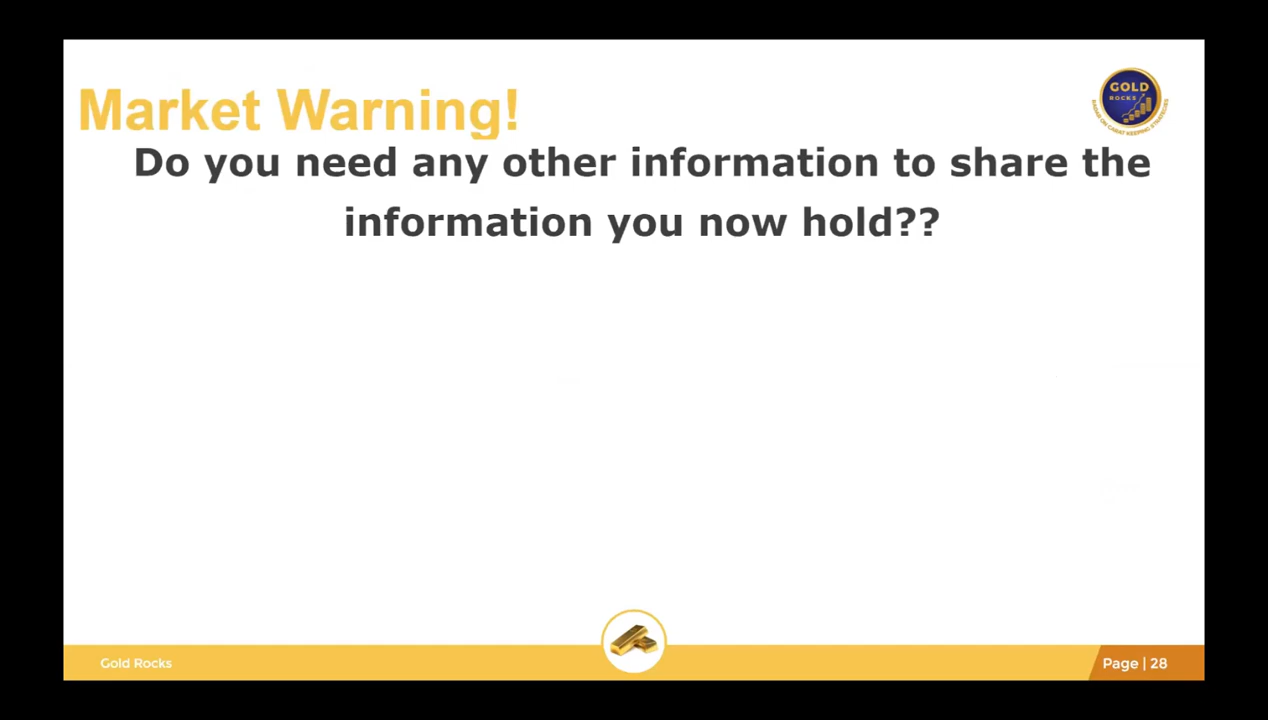 Market Warning!
GOLD
ROCKS
Do you need any other information to share the
information you now hold??
Gold Rocks
Page | 28